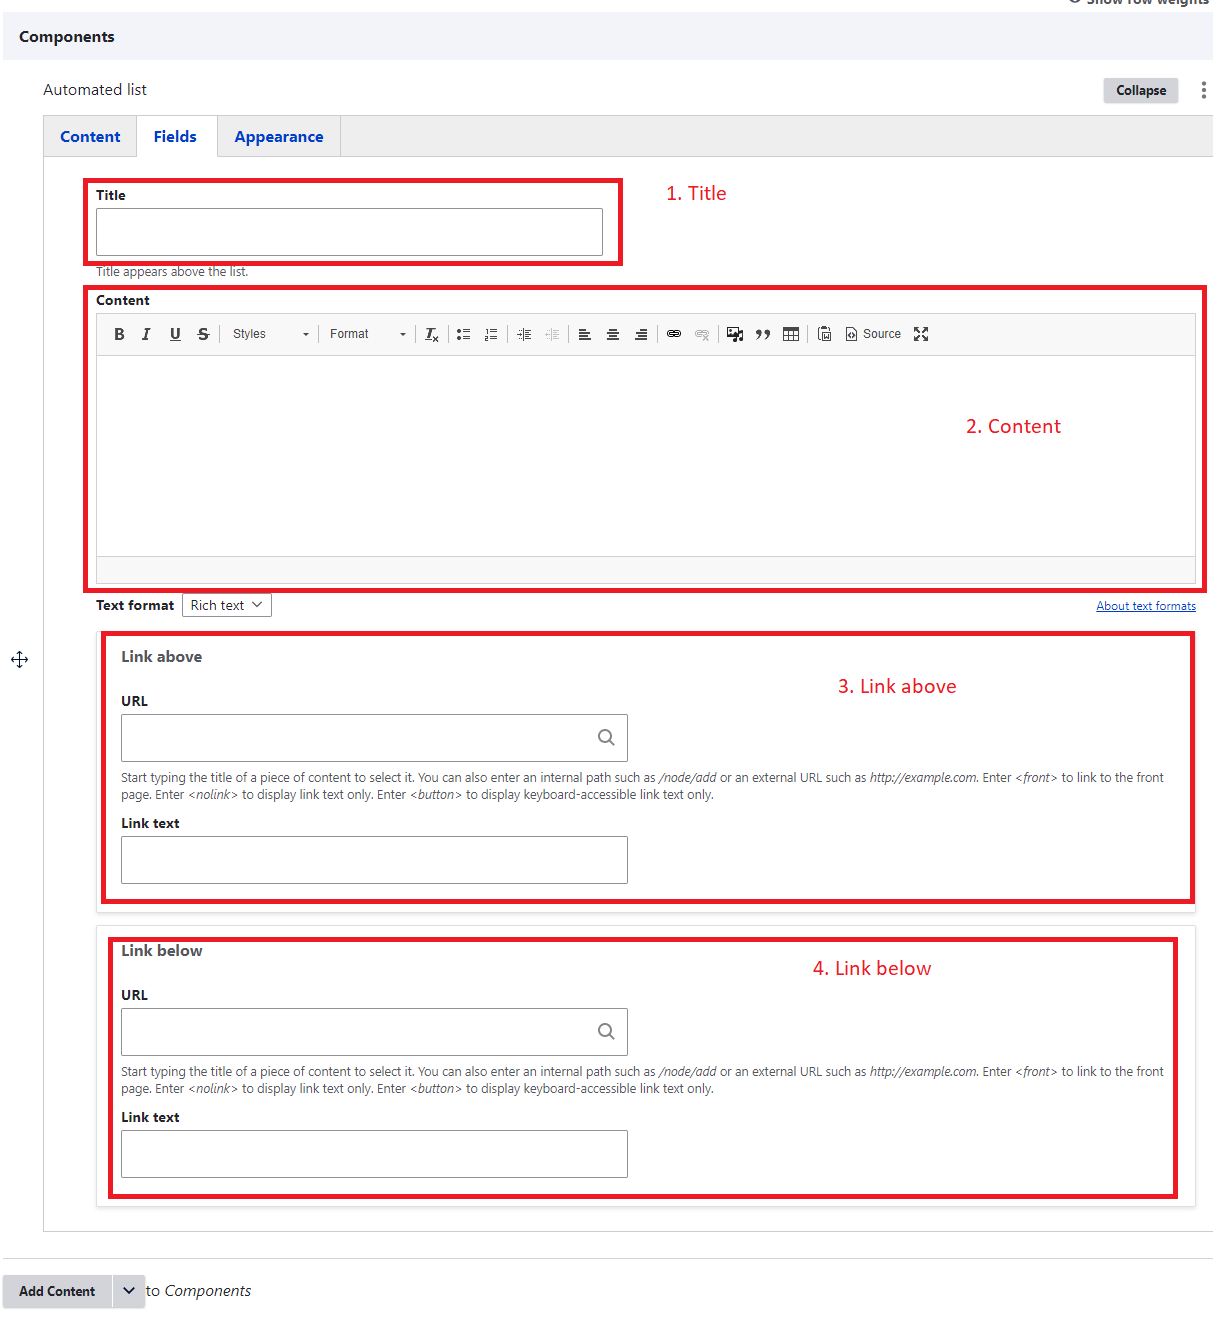 Show row weights
Components
Automated list
Collapse
Content
Fields
Appearance
Title
1. Title
Title appears above the list.
Content
B I U S Styles Format Source
2. Content
Text format Rich text About text formats
Link above
3. Link above
URL
Start typing the title of a piece of content to select it. You can also enter an internal path such as /node/add or an external URL such as http://example.com. Enter <front> to link to the front
page. Enter <nolink> to display link text only. Enter <button> to display keyboard-accessible link text only.
Link text
Link below
4. Link below
URL
Start typing the title of a piece of content to select it. You can also enter an internal path such as /node/add or an external URL such as http://example.com. Enter <front> to link to the front
page. Enter <nolink> to display link text only. Enter <button> to display keyboard-accessible link text only.
Link text
Add Content to Components